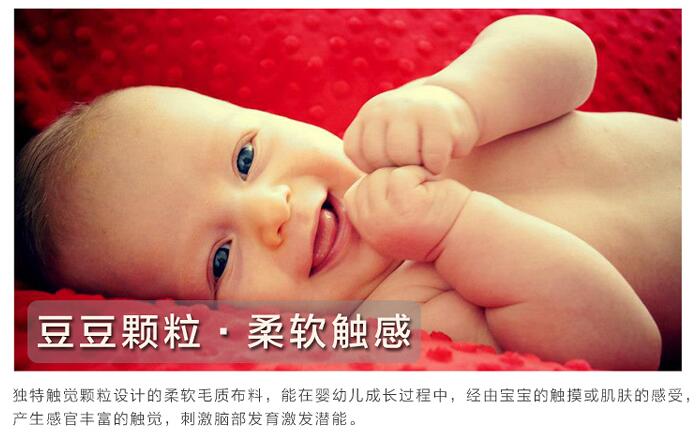 豆豆颗粒·柔软触感
独特触觉颗粒设计的柔软毛质布料，能在婴幼儿成长过程中，经由宝宝的触摸或肌肤的感受，
产生感官丰富的触觉，刺激脑部发育激发潜能。